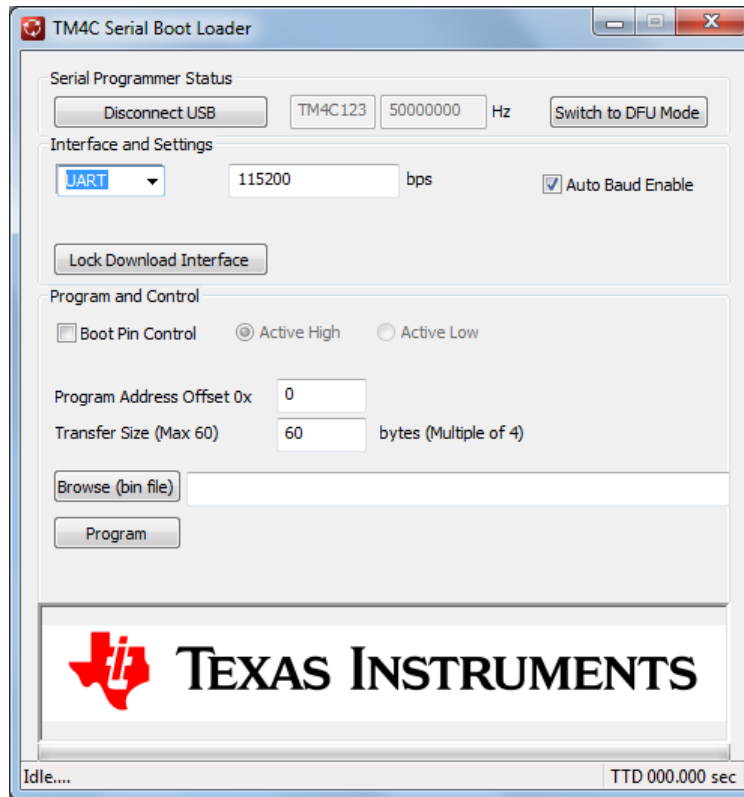 TM4C Serial Boot Loader
Serial Programmer Status
Disconnect USB TM4C123 50000000 Hz Switch to DFU Mode
Interface and Settings
UART 115200 bps Auto Baud Enable
Lock Download Interface
Program and Control
Boot Pin Control Active High Active Low
Program Address Offset 0x 0
Transfer Size (Max 60) 60 bytes (Multiple of 4)
Browse (bin file)
Program
TEXAS INSTRUMENTS
Idle.... TTD 000.000 sec